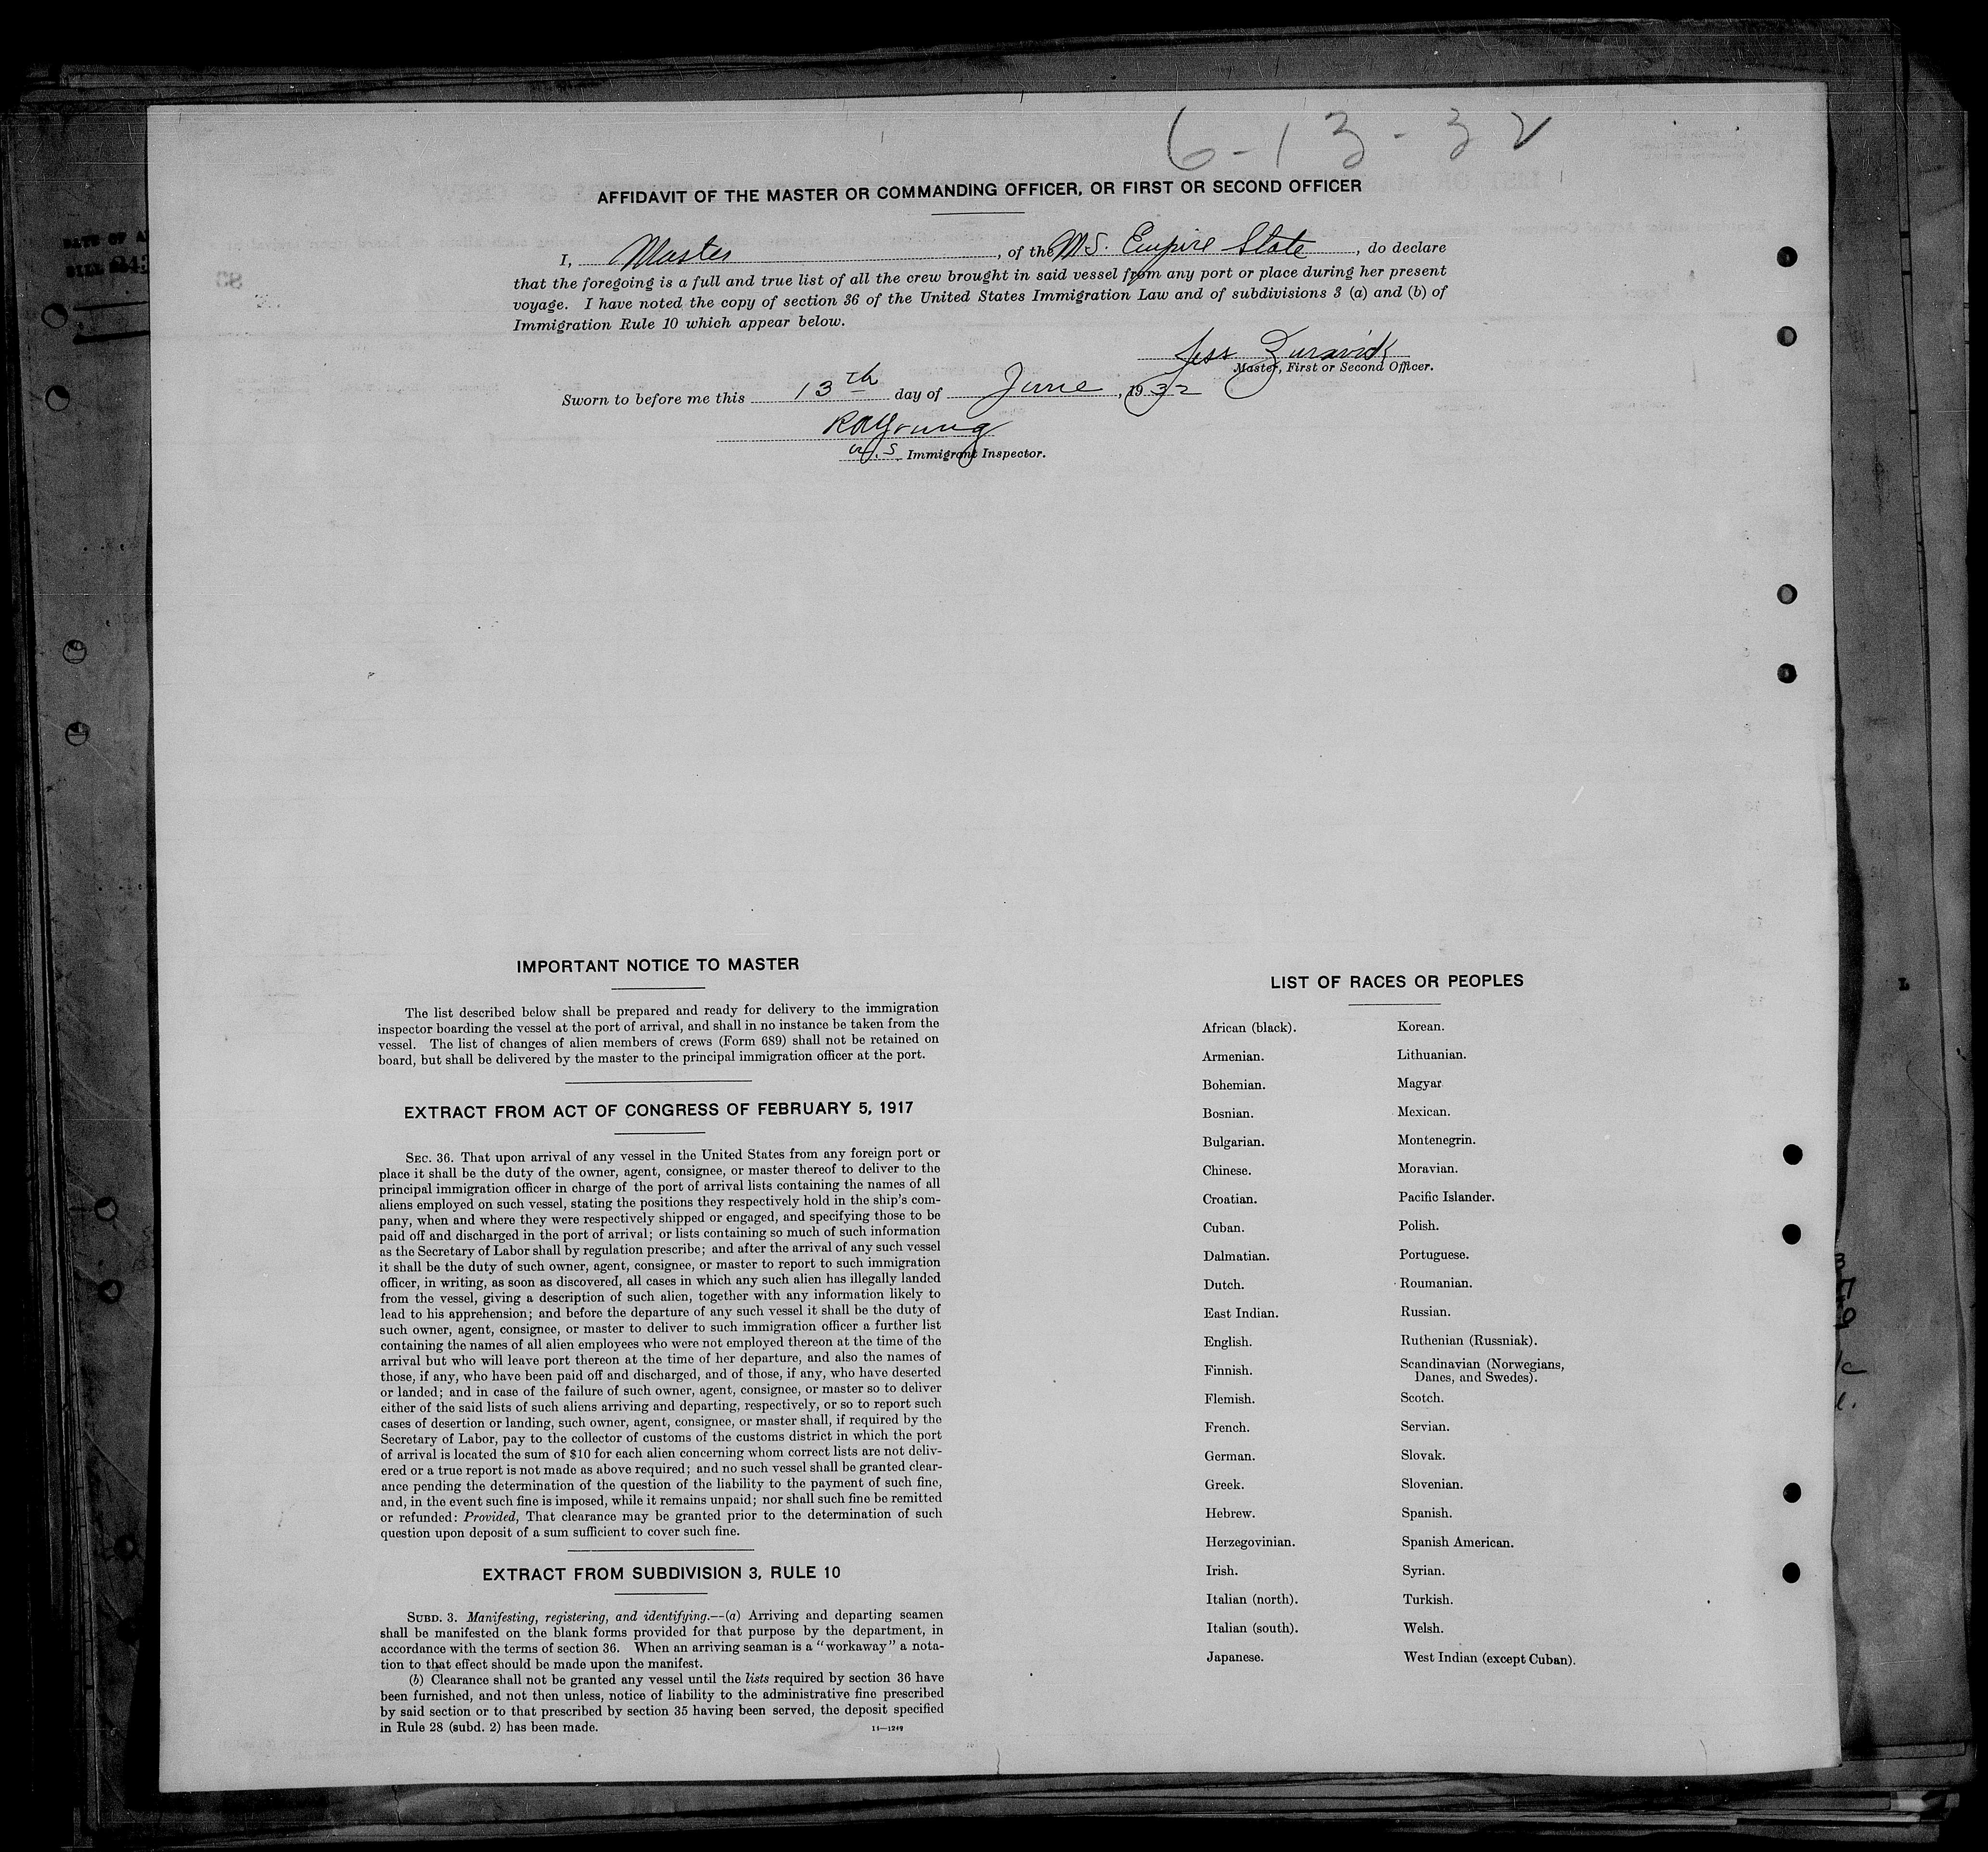 6-13-32
AFFIDAVIT OF THE MASTER OR COMMANDING OFFICER, OR FIRST OR SECOND OFFICER
I, Master, of the M.S. Empire State, do declare
that the foregoing is a full and true list of all the crew brought in said vessel from any port or place during her present
voyage. I have noted the copy of section 36 of the United States Immigration Law and of subdivisions 3 (a) and (b) of
Immigration Rule 10 which appear below.
Jess
Master, First or Second Officer.
Sworn to before me this 13th day of June, 1932
RAYoung
U.S. Immigrant Inspector.
IMPORTANT NOTICE TO MASTER
The list described below shall be prepared and ready for delivery to the immigration
inspector boarding the vessel at the port of arrival, and shall in no instance be taken from the
vessel. The list of changes of alien members of crews (Form 689) shall not be retained on
board, but shall be delivered by the master to the principal immigration officer at the port.
EXTRACT FROM ACT OF CONGRESS OF FEBRUARY 5, 1917
SEC. 36. That upon arrival of any vessel in the United States from any foreign port or
place it shall be the duty of the owner, agent, consignee, or master thereof to deliver to the
principal immigration officer in charge of the port of arrival lists containing the names of all
aliens employed on such vessel, stating the positions they respectively hold in the ship's com-
pany, when and where they were respectively shipped or engaged, and specifying those to be
paid off and discharged in the port of arrival; or lists containing so much of such information
as the Secretary of Labor shall by regulation prescribe; and after the arrival of any such vessel
it shall be the duty of such owner, agent, consignee, or master to report to such immigration
officer, in writing, as soon as discovered, all cases in which any such alien has illegally landed
from the vessel, giving a description of such alien, together with any information likely to
lead to his apprehension; and before the departure of any such vessel it shall be the duty of
such owner, agent, consignee, or master to deliver to such immigration officer a further list
containing the names of all alien employees who were not employed thereon at the time of the
arrival but who will leave port thereon at the time of her departure, and also the names of
those, if any, who have been paid off and discharged, and of those, if any, who have deserted
or landed; and in case of the failure of such owner, agent, consignee, or master so to deliver
either of the said lists of such aliens arriving and departing, respectively, or so to report such
cases of desertion or landing, such owner, agent, consignee, or master shall, if required by the
Secretary of Labor, pay to the collector of customs of the customs district in which the port
of arrival is located the sum of $10 for each alien concerning whom correct lists are not deliv-
ered or a true report is not made as above required; and no such vessel shall be granted clear-
ance pending the determination of the question of the liability to the payment of such fine,
and, in the event such fine is imposed, while it remains unpaid; nor shall such fine be remitted
or refunded: Provided, That clearance may be granted prior to the determination of such
question upon deposit of a sum sufficient to cover such fine.
EXTRACT FROM SUBDIVISION 3, RULE 10
SUBD. 3. Manifesting, registering, and identifying.--(a) Arriving and departing seamen
shall be manifested on the blank forms provided for that purpose by the department, in
accordance with the terms of section 36. When an arriving seaman is a "workaway" a nota-
tion to that effect should be made upon the manifest.
(b) Clearance shall not be granted any vessel until the lists required by section 36 have
been furnished, and not then unless, notice of liability to the administrative fine prescribed
by said section or to that prescribed by section 35 having been served, the deposit specified
in Rule 28 (subd. 2) has been made.
14—1249
LIST OF RACES OR PEOPLES
African (black).
Armenian.
Bohemian.
Bosnian.
Bulgarian.
Chinese.
Croatian.
Cuban.
Dalmatian.
Dutch.
East Indian.
English.
Finnish.
Flemish.
French.
German.
Greek.
Hebrew.
Herzegovinian.
Irish.
Italian (north).
Italian (south).
Japanese.
Korean.
Lithuanian.
Magyar
Mexican.
Montenegrin.
Moravian.
Pacific Islander.
Polish.
Portuguese.
Roumanian.
Russian.
Ruthenian (Russniak).
Scandinavian (Norwegians,
Danes, and Swedes).
Scotch.
Servian.
Slovak.
Slovenian.
Spanish.
Spanish American.
Syrian.
Turkish.
Welsh.
West Indian (except Cuban).